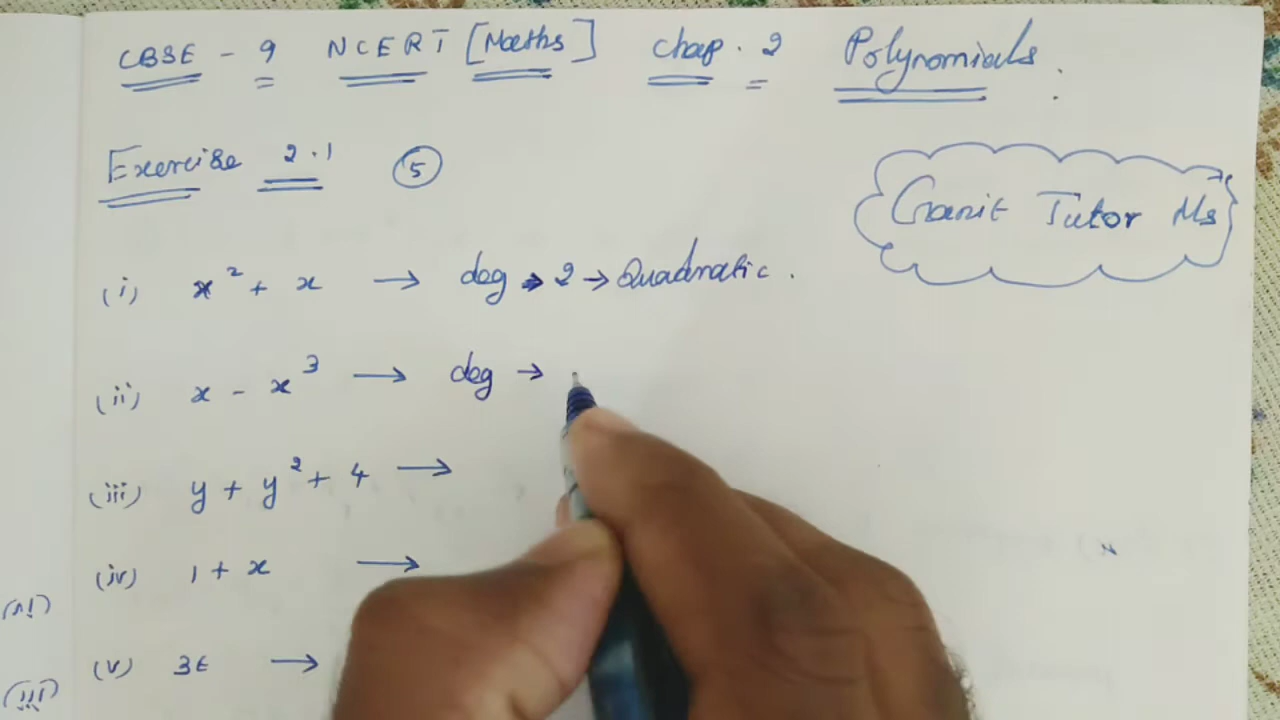 CBSE - 9 NCERT [Maths] Chap. 2 Polynomials.
Exercise 2.1 (5)
Ganit Tutor Ms
(i) x² + x → deg → 2 → Quadratic.
(ii) x - x³ → deg →
(iii) y + y² + 4 →
(iv) 1 + x →
(v) 3t →